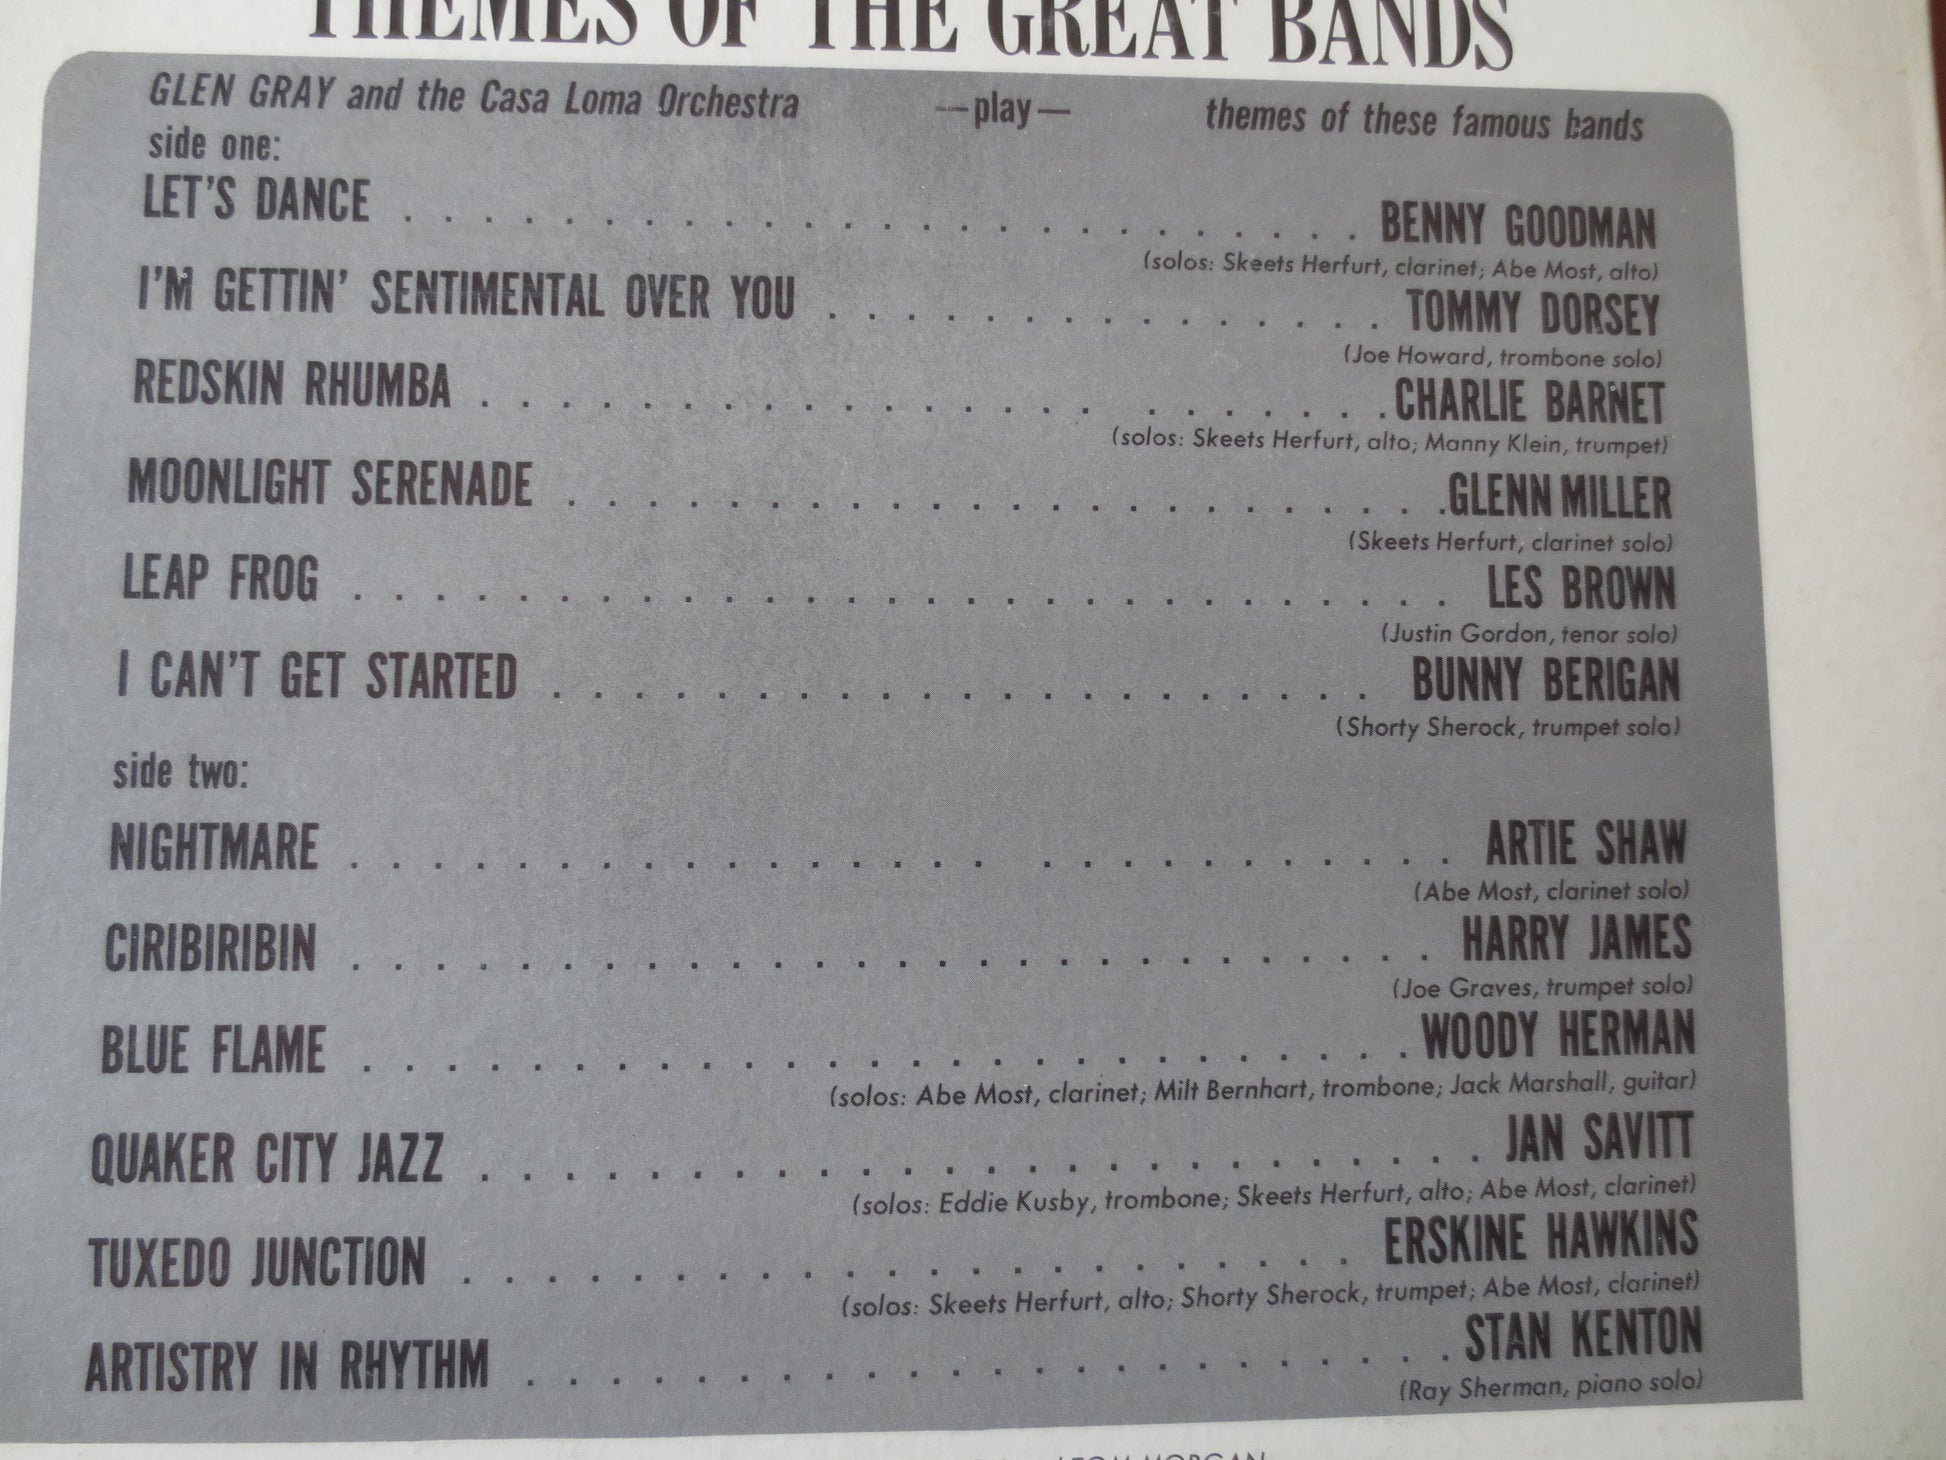 THEMES OF THE GREAT BANDS
GLEN GRAY and the Casa Loma Orchestra —play— themes of these famous bands
side one:
LET'S DANCE . . . . . . . . . . . . . . . . . . . . . . . . . BENNY GOODMAN
(solos: Skeets Herfurt, clarinet; Abe Most, alto)
I'M GETTIN' SENTIMENTAL OVER YOU . . . . . . . . . . . . . . . TOMMY DORSEY
(Joe Howard, trombone solo)
REDSKIN RHUMBA . . . . . . . . . . . . . . . . . . . . . . . CHARLIE BARNET
(solos: Skeets Herfurt, alto; Manny Klein, trumpet)
MOONLIGHT SERENADE . . . . . . . . . . . . . . . . . . . . . . . GLENN MILLER
(Skeets Herfurt, clarinet solo)
LEAP FROG . . . . . . . . . . . . . . . . . . . . . . . . . . . LES BROWN
(Justin Gordon, tenor solo)
I CAN'T GET STARTED . . . . . . . . . . . . . . . . . . . . . BUNNY BERIGAN
(Shorty Sherock, trumpet solo)
side two:
NIGHTMARE . . . . . . . . . . . . . . . . . . . . . . . . . . ARTIE SHAW
(Abe Most, clarinet solo)
CIRIBIRIBIN . . . . . . . . . . . . . . . . . . . . . . . . . . HARRY JAMES
(Joe Graves, trumpet solo)
BLUE FLAME . . . . . . . . . . . . . . . . . . . . . . . . . WOODY HERMAN
(solos: Abe Most, clarinet; Milt Bernhart, trombone; Jack Marshall, guitar)
QUAKER CITY JAZZ . . . . . . . . . . . . . . . . . . . . . . . JAN SAVITT
(solos: Eddie Kusby, trombone; Skeets Herfurt, alto; Abe Most, clarinet)
TUXEDO JUNCTION . . . . . . . . . . . . . . . . . . . . . ERSKINE HAWKINS
(solos: Skeets Herfurt, alto; Shorty Sherock, trumpet; Abe Most, clarinet)
ARTISTRY IN RHYTHM . . . . . . . . . . . . . . . . . . . . . . STAN KENTON
(Ray Sherman, piano solo)
TOM MORGAN